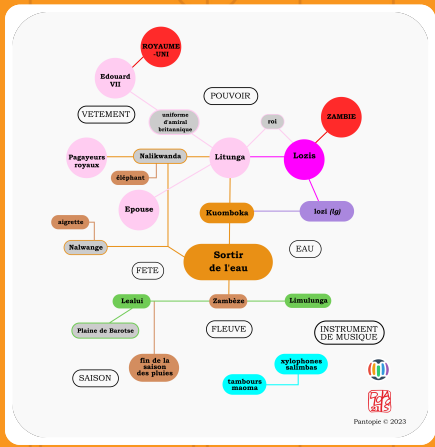 ROYAUME
-UNI
Edouard
VII
POUVOIR
VETEMENT
uniforme
d'amiral
britannique
roi
ZAMBIE
Pagayeurs
royaux
Nalikwanda
Litunga
Lozis
éléphant
Epouse
Kuomboka
lozi (lg)
aigrette
Nalwange
Sortir
de l'eau
EAU
FETE
Lealui
Zambèze
Limulunga
Plaine de Barotse
FLEUVE
INSTRUMENT
DE MUSIQUE
fin de la
saison
des pluies
xylophones
salimbas
SAISON
tambours
maoma
Pantopie © 2023